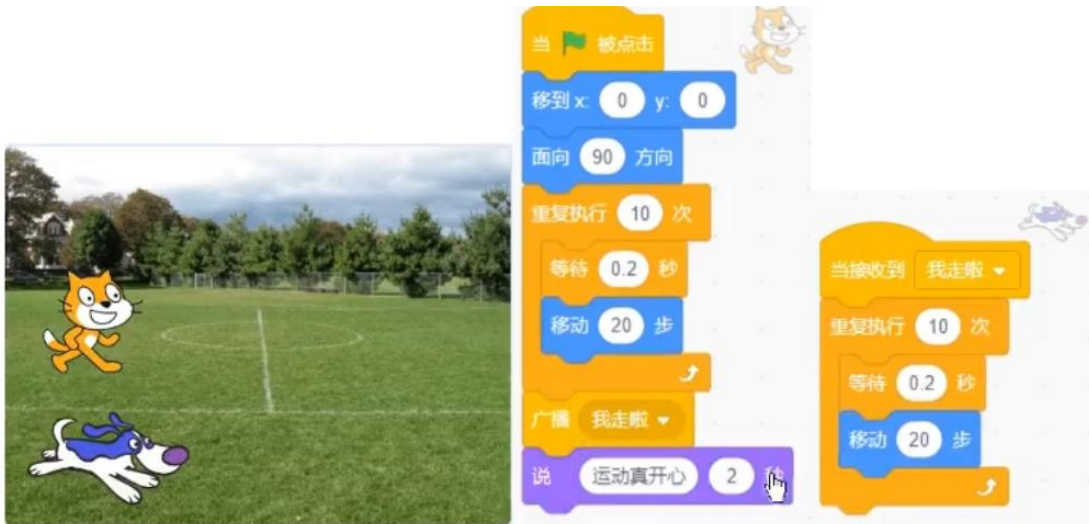 当 被点击
移到 x: 0 y: 0
面向 90 方向
重复执行 10 次
等待 0.2 秒
移动 20 步
广播 我走啦
说 运动真开心 2
当接收到 我走啦
重复执行 10 次
等待 0.2 秒
移动 20 步